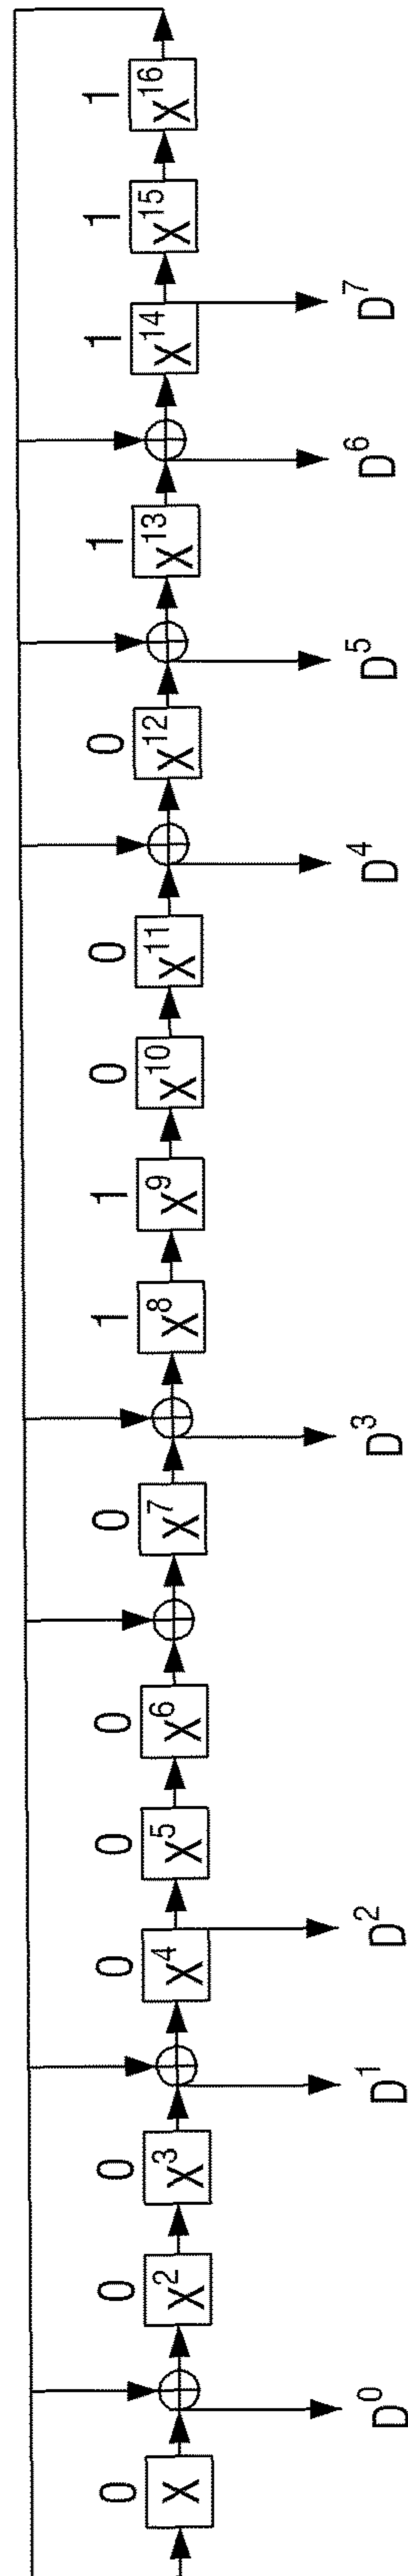 0 0 0 0 0 0 0 1 1 0 0 0 1 1 1 1
X X² X³ X⁴ X⁵ X⁶ X⁷ X⁸ X⁹ X¹⁰ X¹¹ X¹² X¹³ X¹⁴ X¹⁵ X¹⁶
D⁰ D¹ D² D³ D⁴ D⁵ D⁶ D⁷